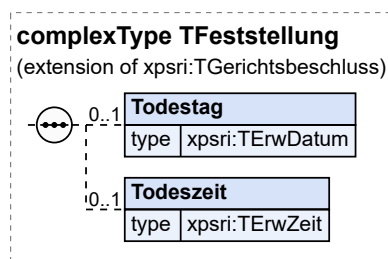 complexType TFeststellung
(extension of xpsri:TGerichtsbeschluss)
0..1
Todestag
type xpsri:TErwDatum
0..1
Todeszeit
type xpsri:TErwZeit